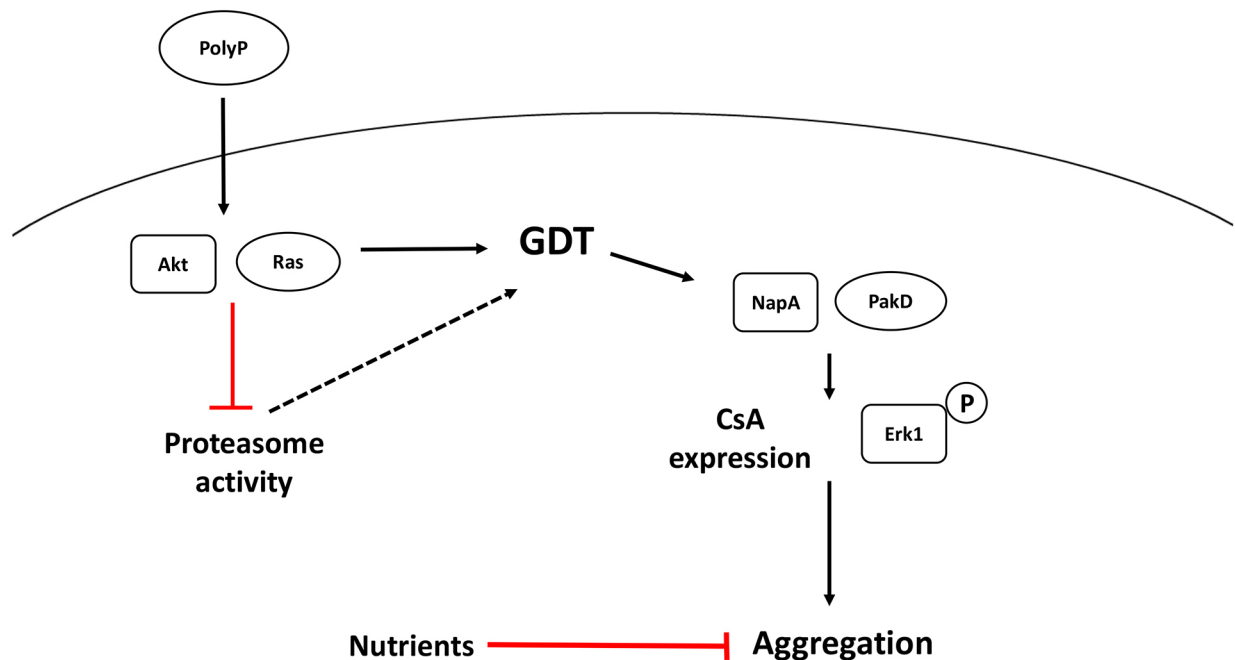 PolyP
Akt
Ras
GDT
NapA
PakD
P
Erk1
CsA
expression
Proteasome
activity
Nutrients
Aggregation